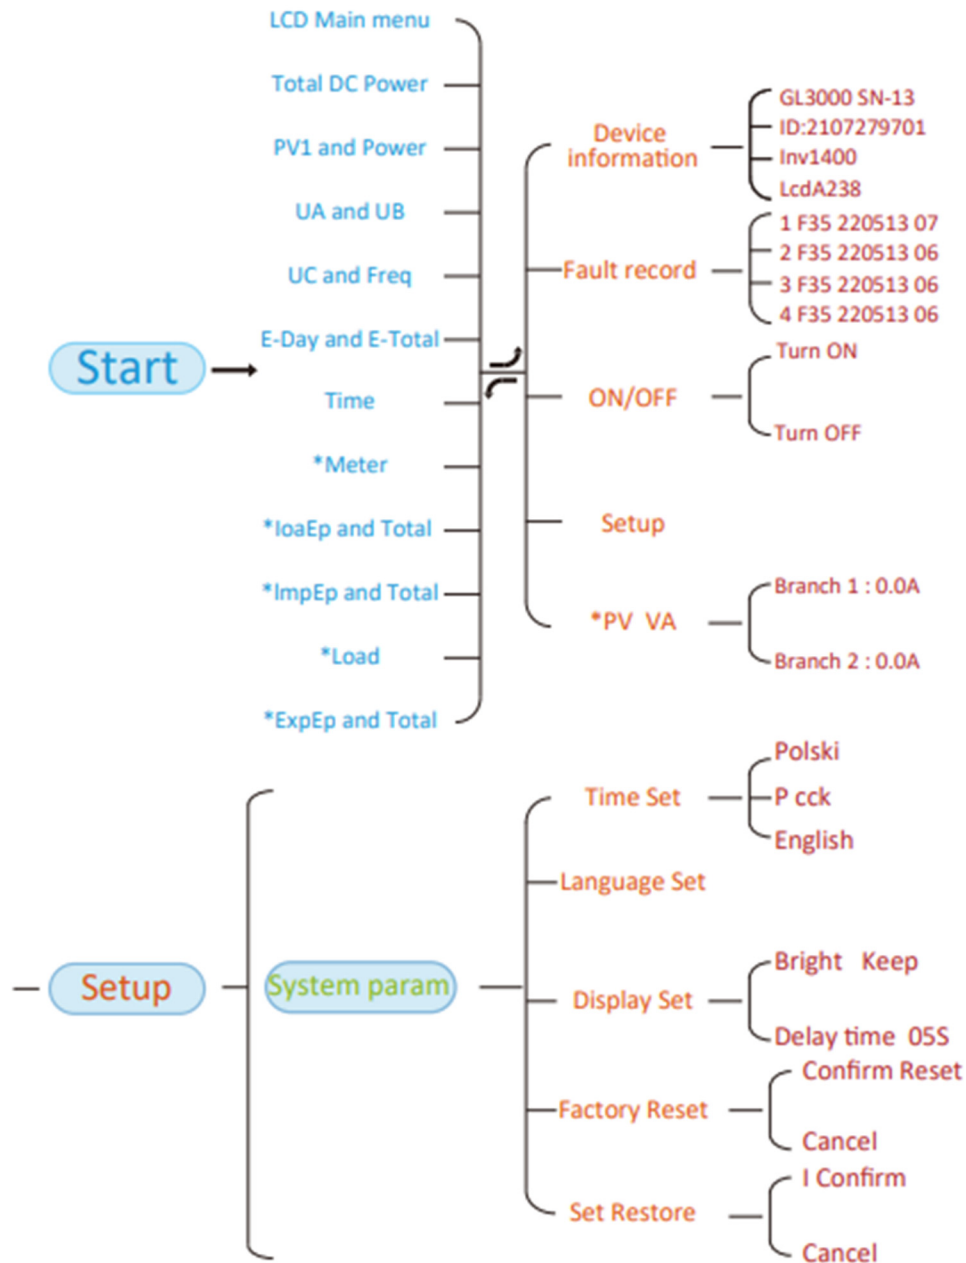 LCD Main menu
Total DC Power
PV1 and Power
UA and UB
UC and Freq
E-Day and E-Total
Start
Time
*Meter
*IoaEp and Total
*ImpEp and Total
*Load
*ExpEp and Total
Device
information
GL3000 SN-13
ID:2107279701
Inv1400
LcdA238
Fault record
1 F35 220513 07
2 F35 220513 06
3 F35 220513 06
4 F35 220513 06
ON/OFF
Turn ON
Turn OFF
Setup
*PV VA
Branch 1 : 0.0A
Branch 2 : 0.0A
Setup
System param
Time Set
Polski
P cck
English
Language Set
Display Set
Bright Keep
Delay time 05S
Factory Reset
Confirm Reset
Cancel
Set Restore
I Confirm
Cancel